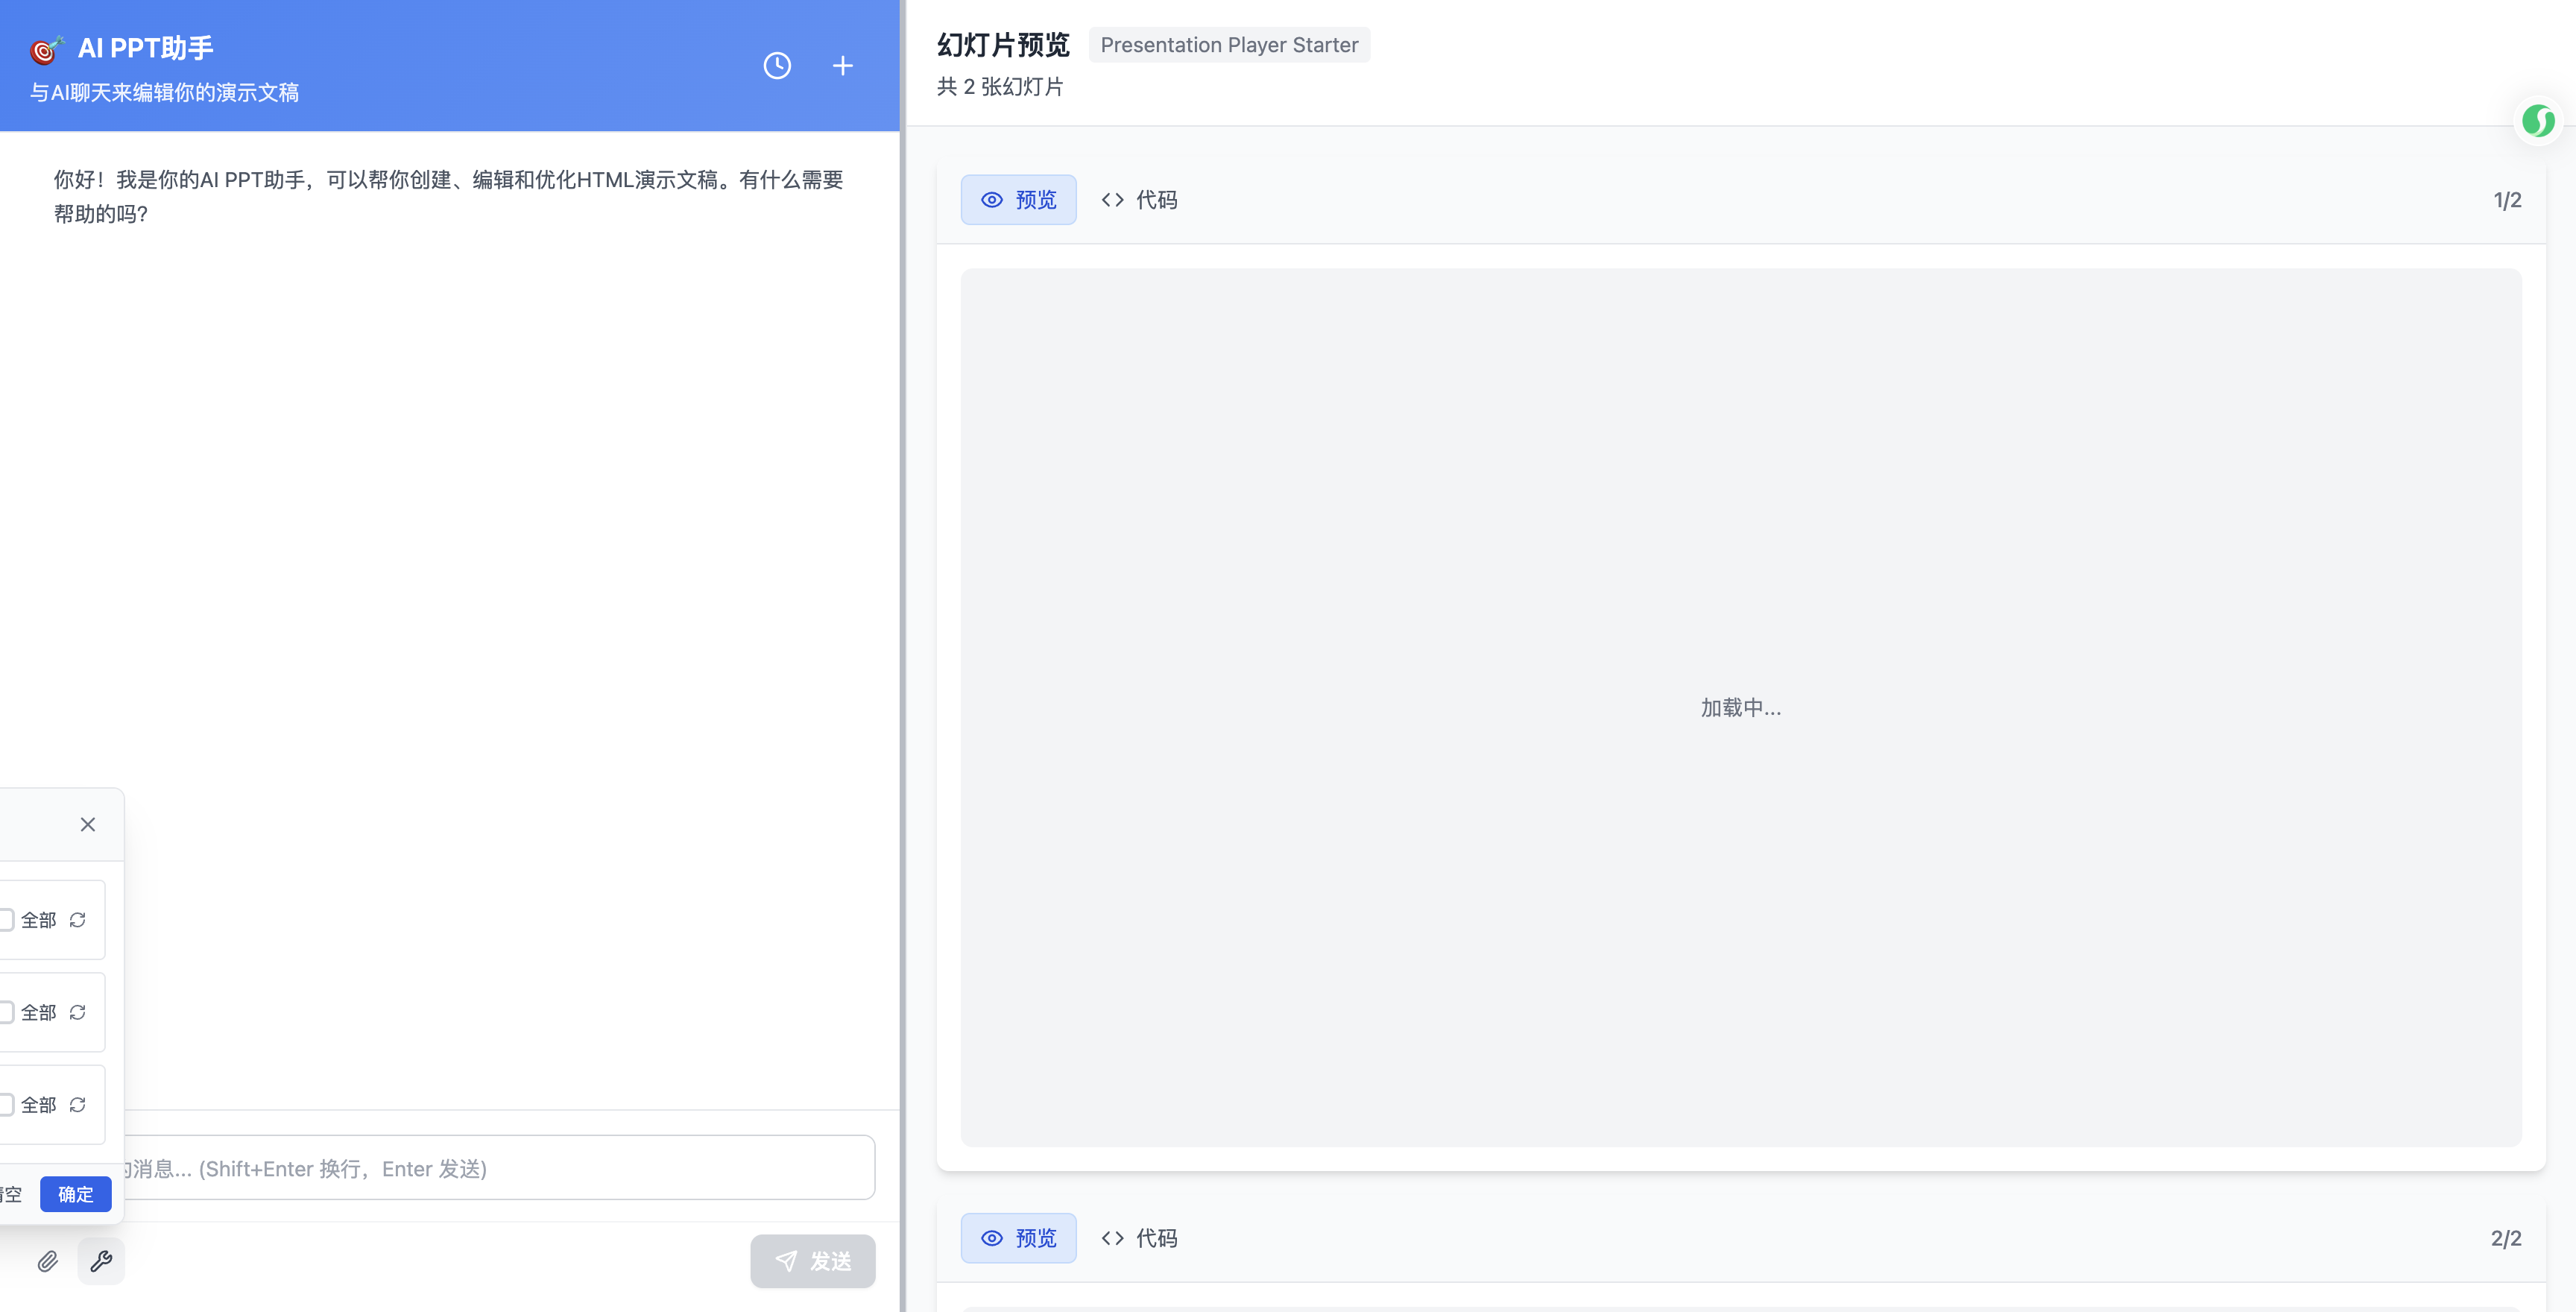 AI PPT助手
与AI聊天来编辑你的演示文稿
你好！我是你的AI PPT助手，可以帮你创建、编辑和优化HTML演示文稿。有什么需要
帮助的吗？
全部
全部
全部
消息... (Shift+Enter 换行，Enter 发送)
空
确定
发送
幻灯片预览
Presentation Player Starter
共 2 张幻灯片
预览
代码
1/2
加载中...
预览
代码
2/2